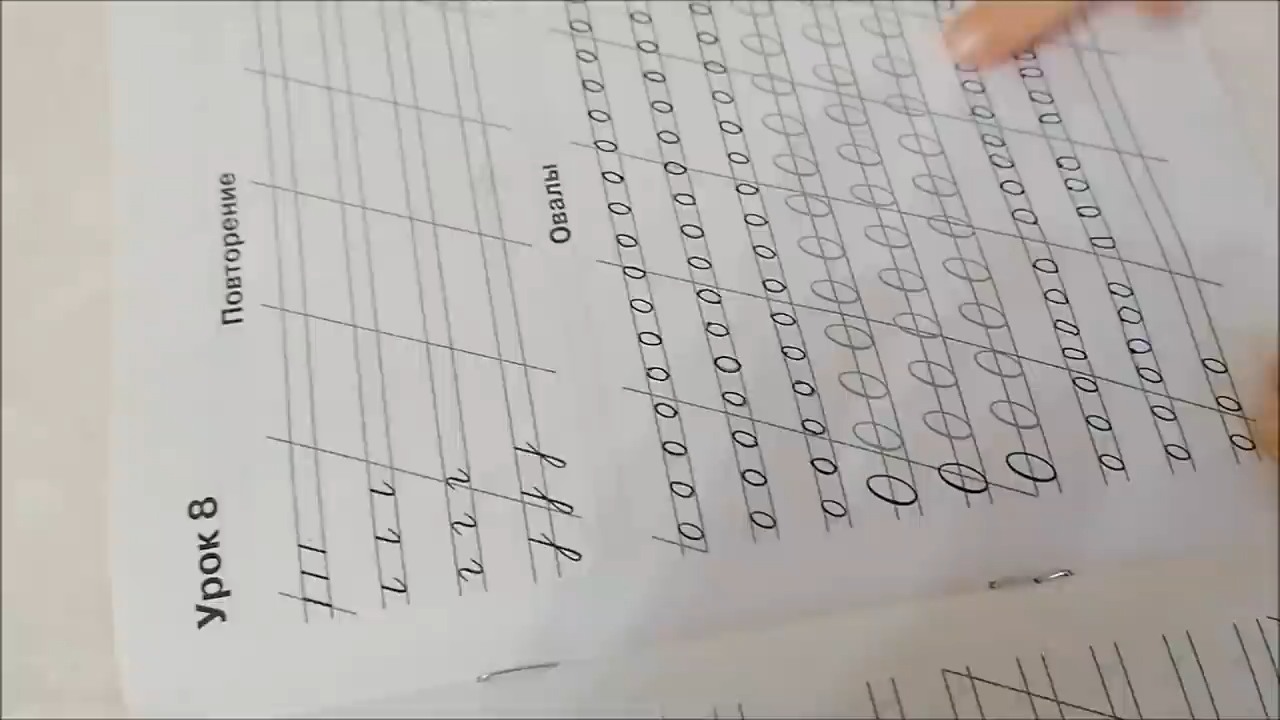 Урок 8
Повторение
Овалы